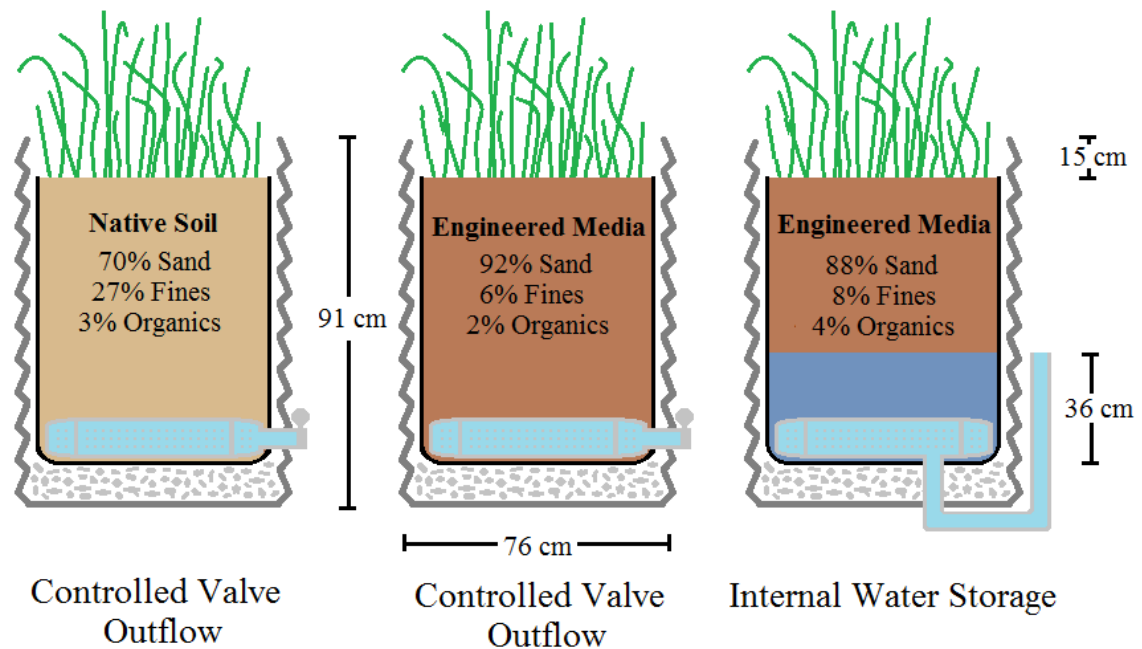 Native Soil
70% Sand
27% Fines
3% Organics
91 cm
Engineered Media
92% Sand
6% Fines
2% Organics
76 cm
Engineered Media
88% Sand
8% Fines
4% Organics
15 cm
36 cm
Controlled Valve
Outflow
Controlled Valve
Outflow
Internal Water Storage